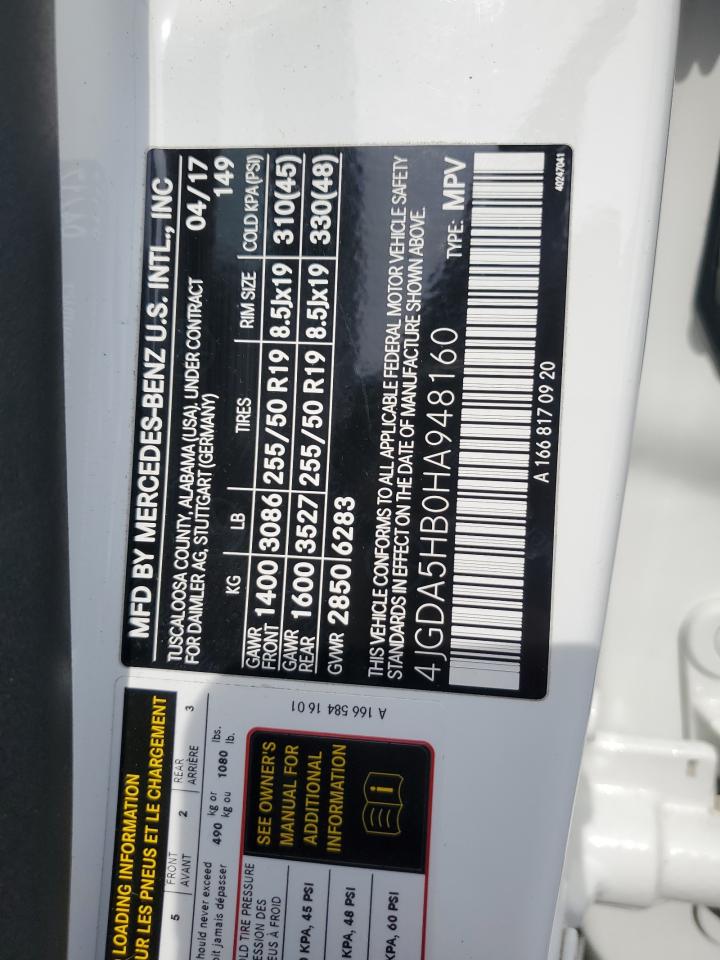 MFD BY MERCEDES-BENZ U.S. INTL., INC
TUSCALOOSA COUNTY, ALABAMA (USA), UNDER CONTRACT 04/17
FOR DAIMLER AG, STUTTGART (GERMANY) 149
KG LB TIRES RIM SIZE COLD KPA (PSI)
GAWR FRONT 1400 3086 255/50 R19 8.5Jx19 310(45)
GAWR REAR 1600 3527 255/50 R19 8.5Jx19 330(48)
GVWR 2850 6283
THIS VEHICLE CONFORMS TO ALL APPLICABLE FEDERAL MOTOR VEHICLE SAFETY
STANDARDS IN EFFECT ON THE DATE OF MANUFACTURE SHOWN ABOVE.
4JGDA5HB0HA948160 TYPE: MPV
A 166 817 09 20
40247041
LOADING INFORMATION
UR LES PNEUS ET LE CHARGEMENT
5 FRONT AVANT 2 REAR ARRIÈRE 3
hould never exceed 490 kg or 1080 lbs.
oit jamais dépasser kg ou lb.
LD TIRE PRESSURE
ESSION DES
EUS À FROID
KPA, 45 PSI
KPA, 48 PSI
KPA, 60 PSI
SEE OWNER'S
MANUAL FOR
ADDITIONAL
INFORMATION
i
A 166 584 16 01